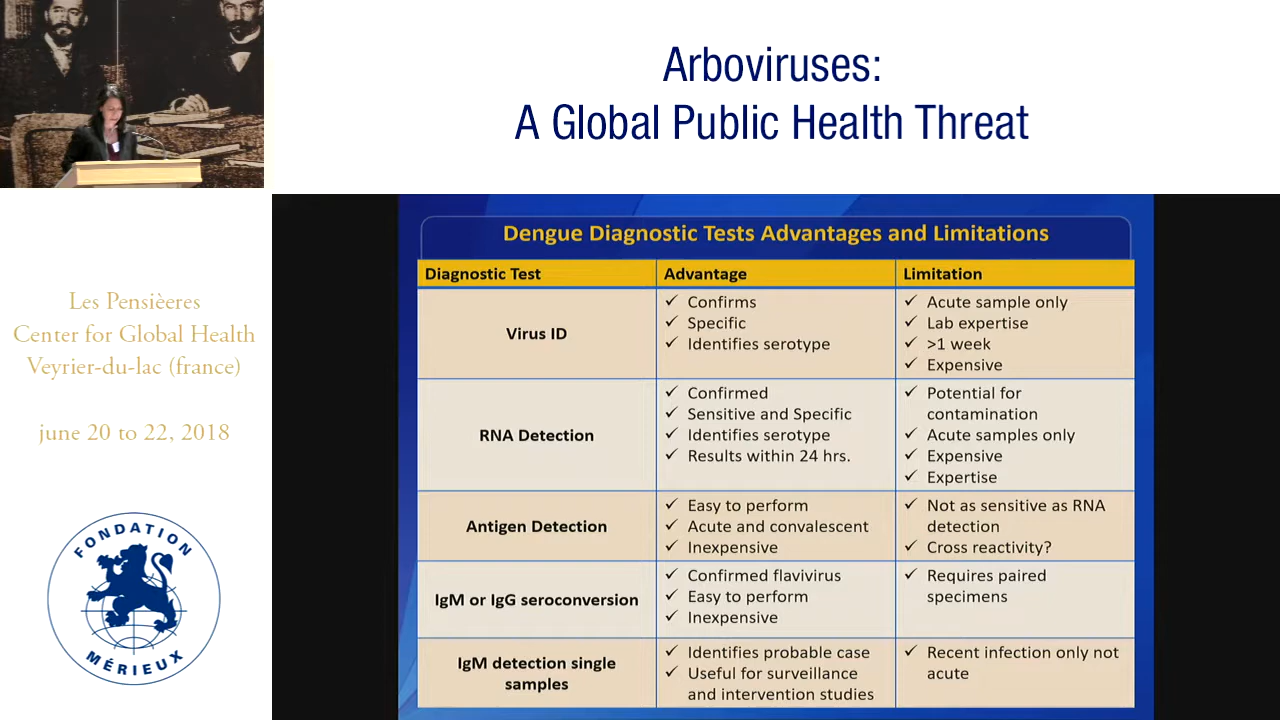 Arboviruses:
A Global Public Health Threat
Les Pensièeres
Center for Global Health
Veyrier-du-lac (france)
june 20 to 22, 2018
FONDATION
MÉRIEUX
Dengue Diagnostic Tests Advantages and Limitations
Diagnostic Test
Advantage
Limitation
Virus ID
✓ Confirms
✓ Specific
✓ Identifies serotype
✓ Acute sample only
✓ Lab expertise
✓ >1 week
✓ Expensive
RNA Detection
✓ Confirmed
✓ Sensitive and Specific
✓ Identifies serotype
✓ Results within 24 hrs.
✓ Potential for
contamination
✓ Acute samples only
✓ Expensive
✓ Expertise
Antigen Detection
✓ Easy to perform
✓ Acute and convalescent
✓ Inexpensive
✓ Not as sensitive as RNA
detection
✓ Cross reactivity?
IgM or IgG seroconversion
✓ Confirmed flavivirus
✓ Easy to perform
✓ Inexpensive
✓ Requires paired
specimens
IgM detection single
samples
✓ Identifies probable case
✓ Useful for surveillance
and intervention studies
✓ Recent infection only not
acute